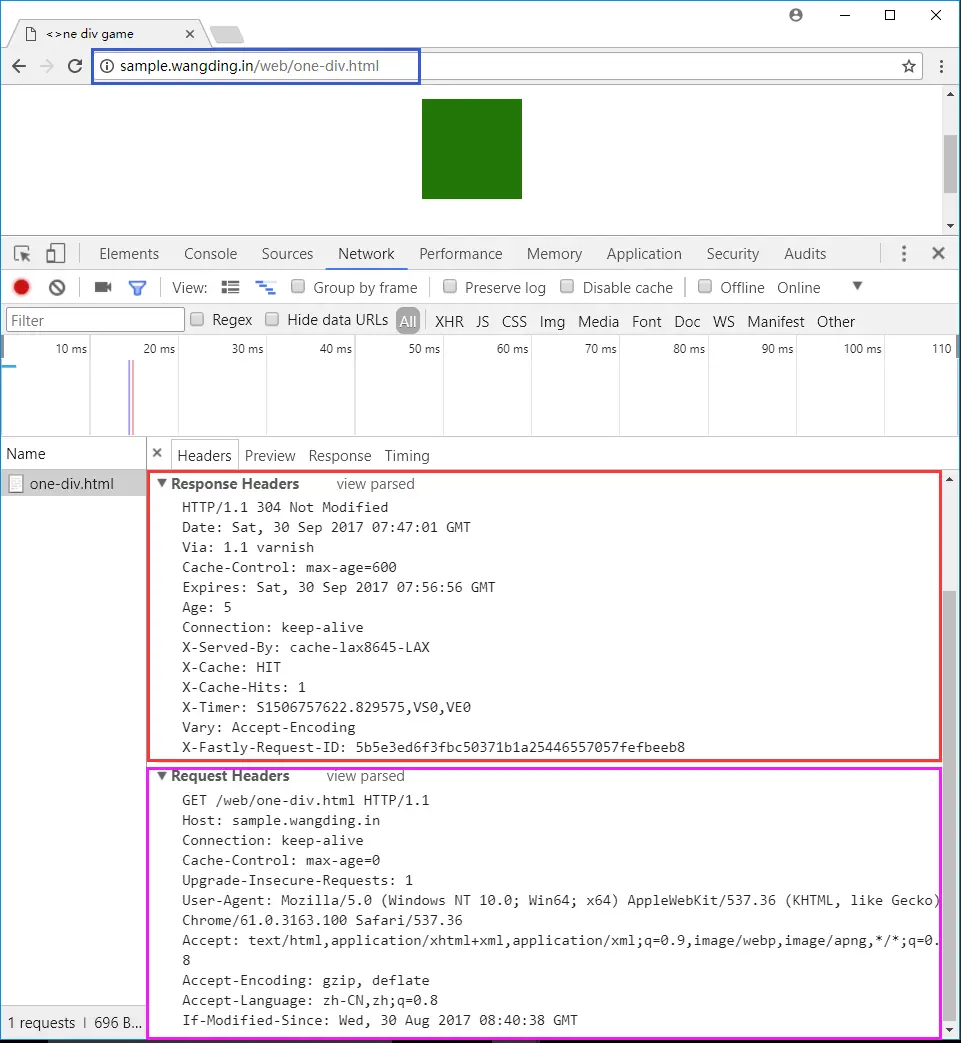 <>ne div game
sample.wangding.in/web/one-div.html
Elements Console Sources Network Performance Memory Application Security Audits
View: Group by frame Preserve log Disable cache Offline Online
Filter Regex Hide data URLs All XHR JS CSS Img Media Font Doc WS Manifest Other
10 ms 20 ms 30 ms 40 ms 50 ms 60 ms 70 ms 80 ms 90 ms 100 ms 110
Name Headers Preview Response Timing
one-div.html
Response Headers view parsed
HTTP/1.1 304 Not Modified
Date: Sat, 30 Sep 2017 07:47:01 GMT
Via: 1.1 varnish
Cache-Control: max-age=600
Expires: Sat, 30 Sep 2017 07:56:56 GMT
Age: 5
Connection: keep-alive
X-Served-By: cache-lax8645-LAX
X-Cache: HIT
X-Cache-Hits: 1
X-Timer: S1506757622.829575,VS0,VE0
Vary: Accept-Encoding
X-Fastly-Request-ID: 5b5e3ed6f3fbc50371b1a25446557057fefbeeb8
Request Headers view parsed
GET /web/one-div.html HTTP/1.1
Host: sample.wangding.in
Connection: keep-alive
Cache-Control: max-age=0
Upgrade-Insecure-Requests: 1
User-Agent: Mozilla/5.0 (Windows NT 10.0; Win64; x64) AppleWebKit/537.36 (KHTML, like Gecko)
Chrome/61.0.3163.100 Safari/537.36
Accept: text/html,application/xhtml+xml,application/xml;q=0.9,image/webp,image/apng,*/*;q=0.
8
Accept-Encoding: gzip, deflate
Accept-Language: zh-CN,zh;q=0.8
If-Modified-Since: Wed, 30 Aug 2017 08:40:38 GMT
1 requests | 696 B...